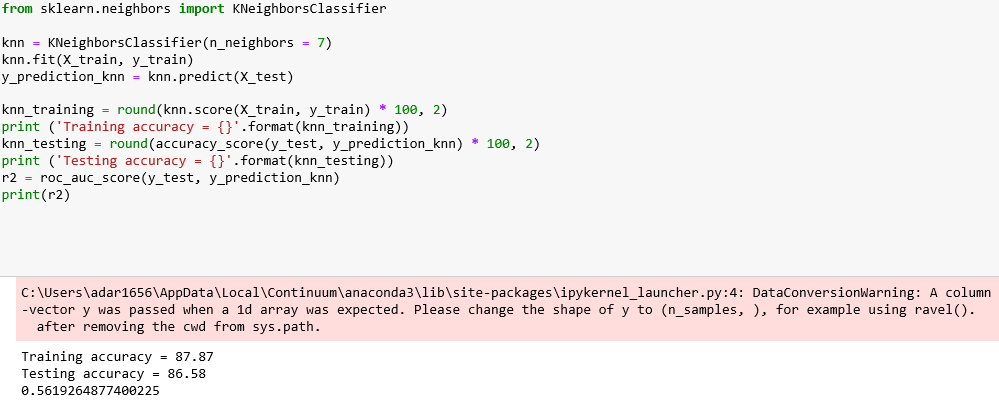 from sklearn.neighbors import KNeighborsClassifier
knn = KNeighborsClassifier(n_neighbors = 7)
knn.fit(X_train, y_train)
y_prediction_knn = knn.predict(X_test)
knn_training = round(knn.score(X_train, y_train) * 100, 2)
print ('Training accuracy = {}'.format(knn_training))
knn_testing = round(accuracy_score(y_test, y_prediction_knn) * 100, 2)
print ('Testing accuracy = {}'.format(knn_testing))
r2 = roc_auc_score(y_test, y_prediction_knn)
print(r2)
C:\Users\adar1656\AppData\Local\Continuum\anaconda3\lib\site-packages\ipykernel_launcher.py:4: DataConversionWarning: A column
-vector y was passed when a 1d array was expected. Please change the shape of y to (n_samples, ), for example using ravel().
after removing the cwd from sys.path.
Training accuracy = 87.87
Testing accuracy = 86.58
0.5619264877400225